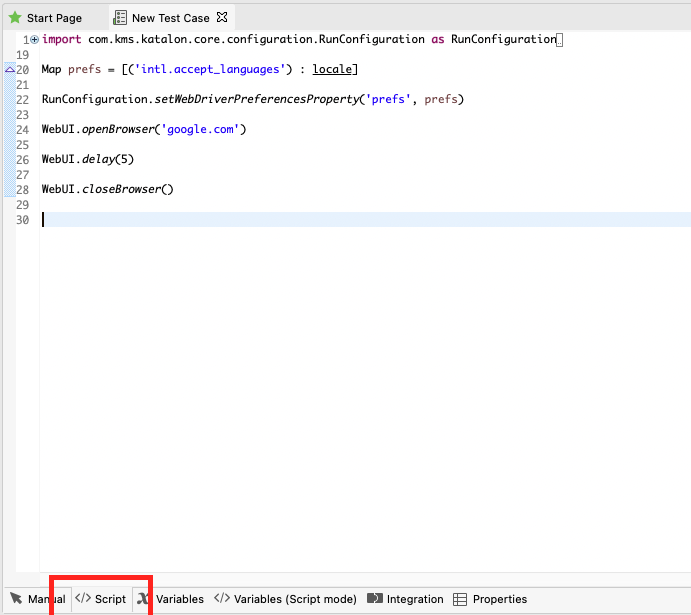 Start Page New Test Case
1 import com.kms.katalon.core.configuration.RunConfiguration as RunConfiguration
19
20 Map prefs = [('intl.accept_languages') : locale]
21
22 RunConfiguration.setWebDriverPreferencesProperty('prefs', prefs)
23
24 WebUI.openBrowser('google.com')
25
26 WebUI.delay(5)
27
28 WebUI.closeBrowser()
29
30
Manual </> Script Variables </> Variables (Script mode) Integration Properties